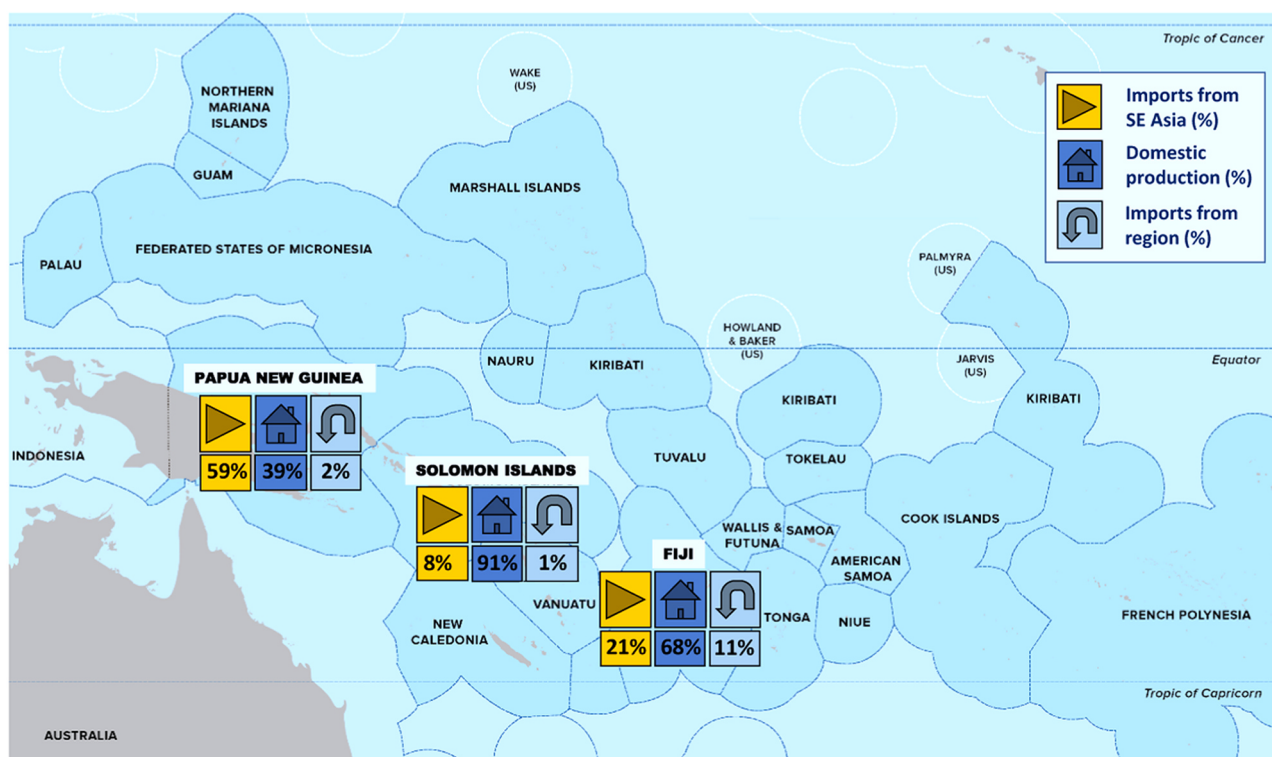 Tropic of Cancer
WAKE
(US)
NORTHERN
MARIANA
ISLANDS
Imports from
SE Asia (%)
Domestic
production (%)
Imports from
region (%)
GUAM
MARSHALL ISLANDS
FEDERATED STATES OF MICRONESIA
PALAU
PALMYRA
(US)
HOWLAND
& BAKER
(US)
NAURU
KIRIBATI
JARVIS
(US)
Equator
PAPUA NEW GUINEA
59%
39%
2%
KIRIBATI
KIRIBATI
INDONESIA
TUVALU
TOKELAU
SOLOMON ISLANDS
8%
91%
1%
WALLIS &
FUTUNA
SAMOA
COOK ISLANDS
AMERICAN
SAMOA
FIJI
21%
68%
11%
VANUATU
NEW
CALEDONIA
TONGA
NIUE
FRENCH POLYNESIA
Tropic of Capricorn
AUSTRALIA